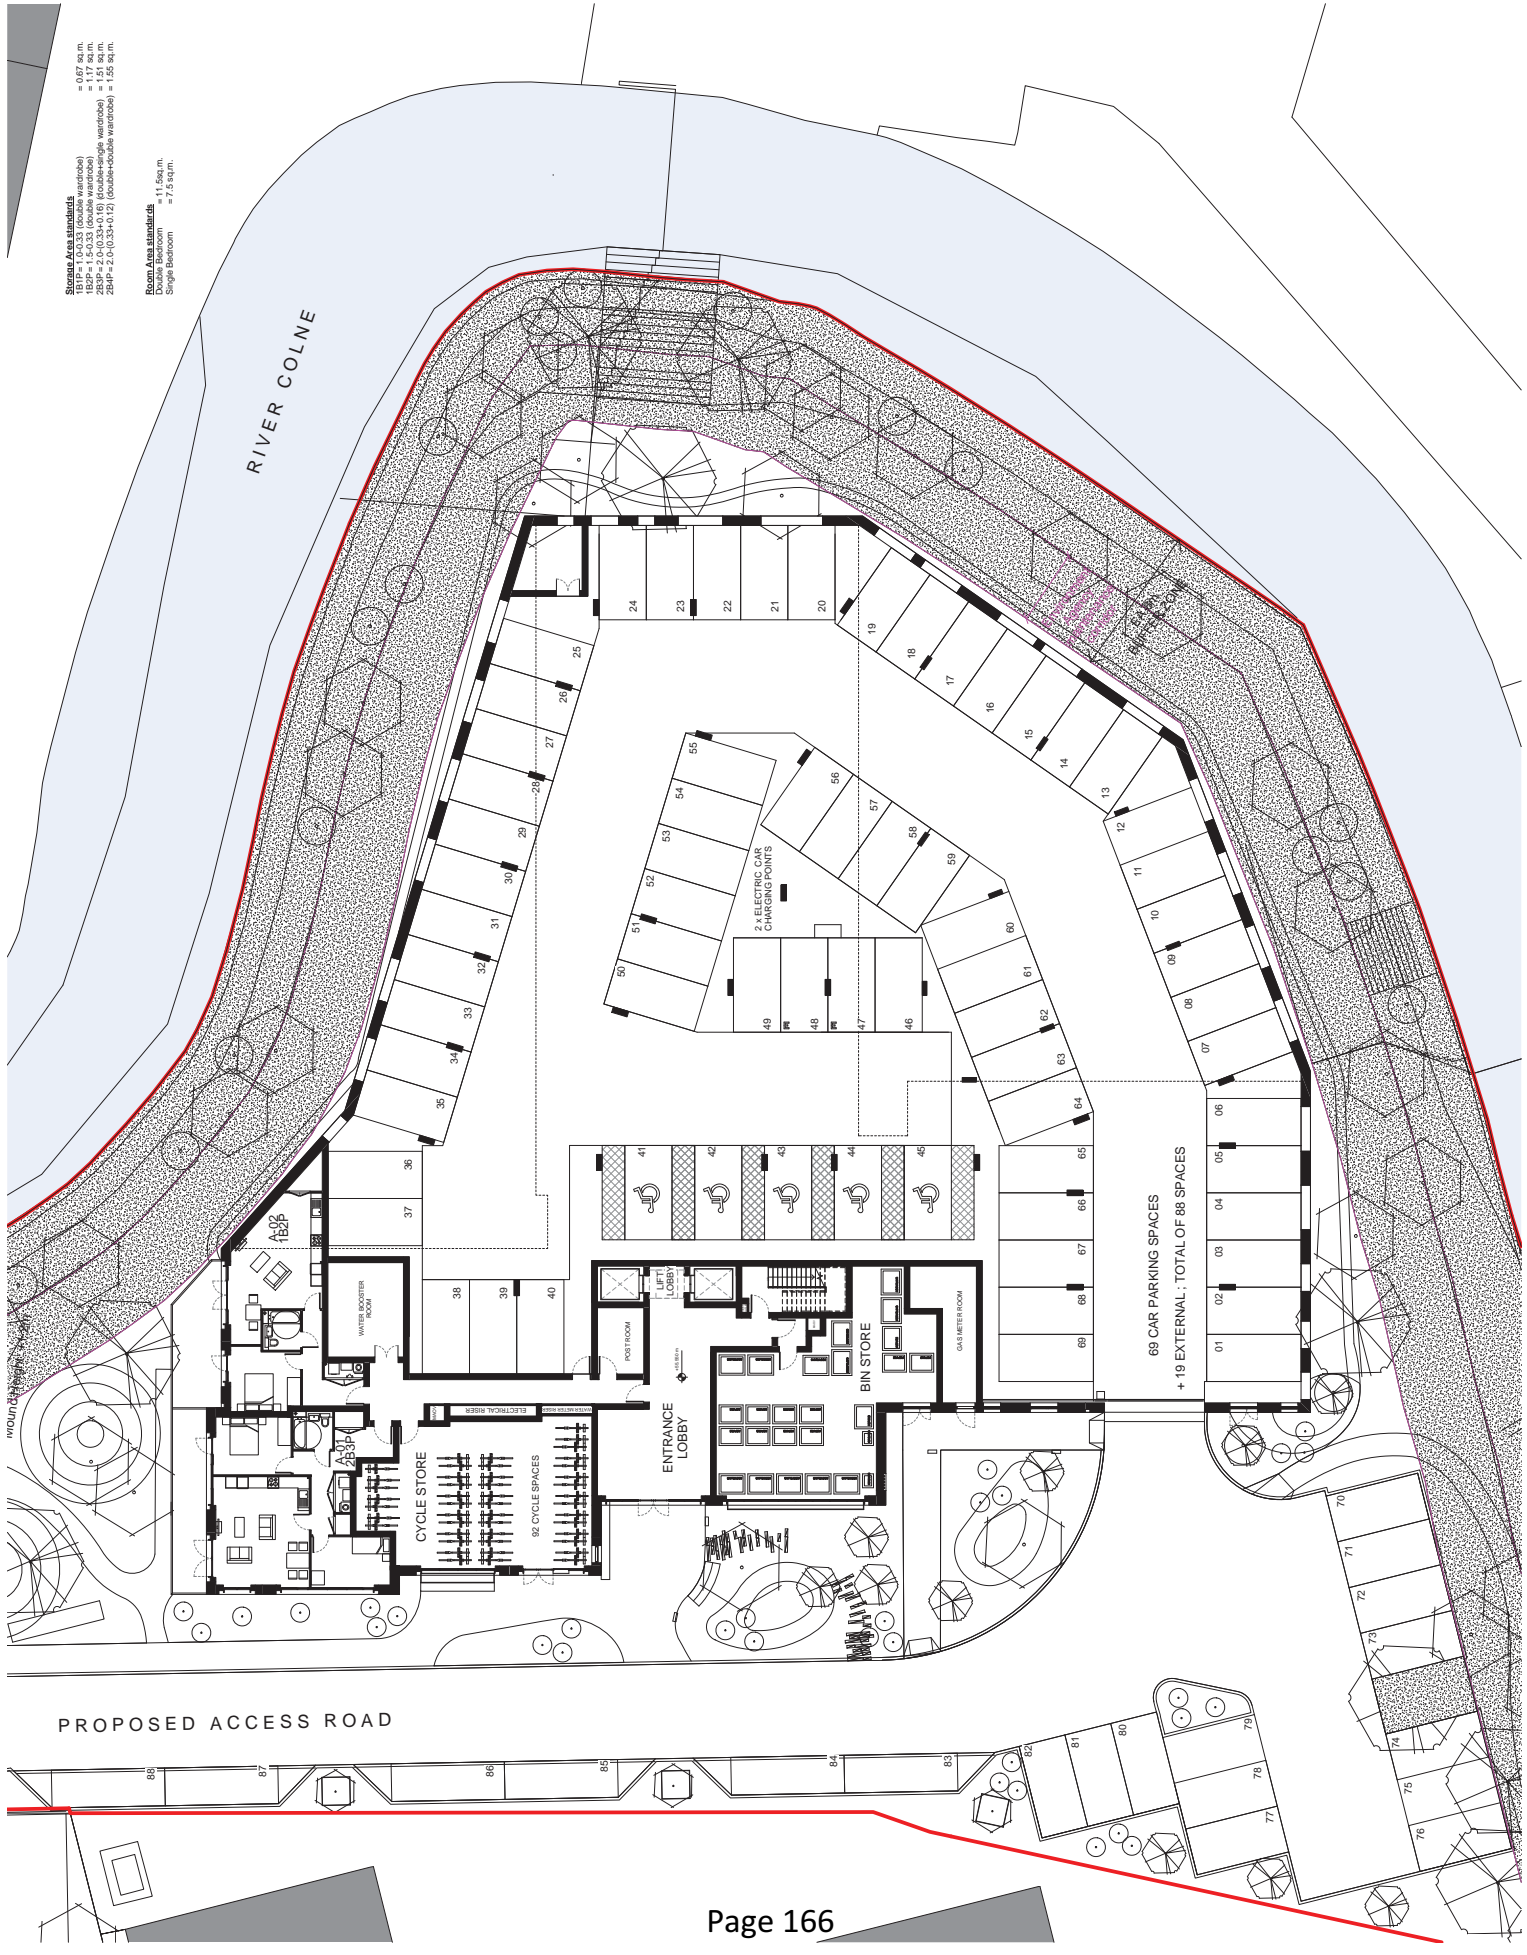 Storage Area standards
1B1P= 1.0-0.33 (double wardrobe) = 0.67 sq.m.
1B2P= 1.5-0.33 (double wardrobe) = 1.17 sq.m.
2B3P= 2.0-(0.33+0.16) (double+single wardrobe) = 1.51 sq.m.
2B4P= 2.0-(0.33+0.12) (double+double wardrobe) = 1.55 sq.m.
Room Area standards
Double Bedroom = 11.5sq.m.
Single Bedroom = 7.5 sq.m.
RIVER COLNE
BUFFER ZONE
24
23
22
21
20
19
18
17
16
15
14
13
12
11
10
09
08
07
06
05
04
03
02
01
25
26
27
28
29
30
31
32
33
34
35
36
37
38
39
40
55
54
53
52
51
50
56
57
58
59
60
61
62
63
64
65
66
67
68
69
2 x ELECTRIC CAR
CHARGING POINTS
49
48
47
46
41
42
43
44
45
69 CAR PARKING SPACES
+ 19 EXTERNAL ; TOTAL OF 88 SPACES
A-02
1B2P
WATER BOOSTER
ROOM
POST ROOM
LIFT
LOBBY
BIN STORE
GAS METER ROOM
A-01
2B3P
ELECTRICAL RISER
WATER METER RISER
CYCLE STORE
92 CYCLE SPACES
ENTRANCE
LOBBY
PROPOSED ACCESS ROAD
70
71
72
73
74
75
76
77
78
79
80
81
82
83
84
85
86
87
88
Page 166